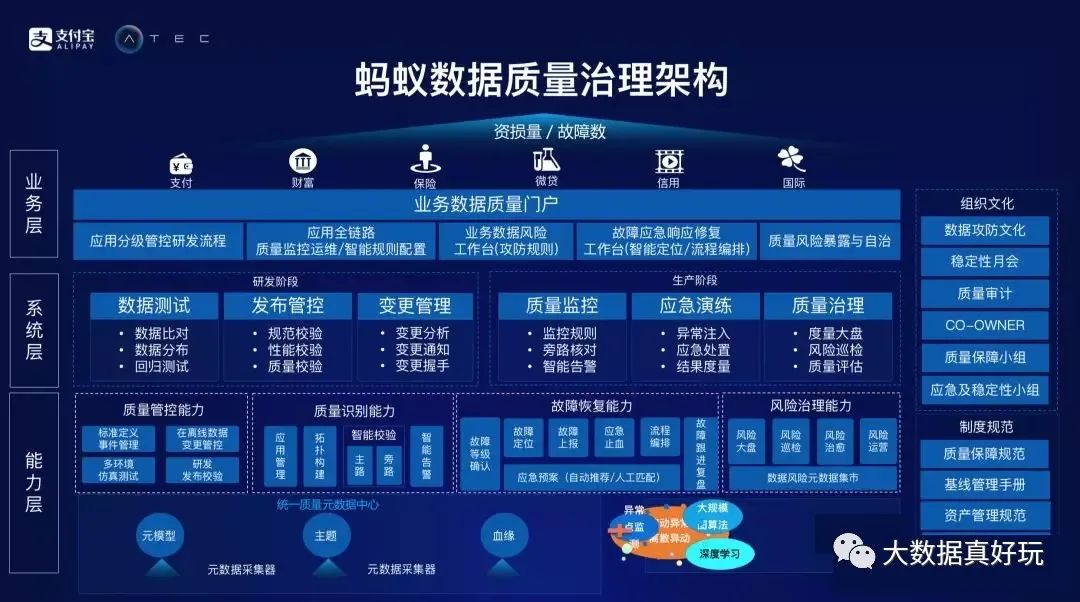 支付宝
ALIPAY
A T E C
蚂蚁数据质量治理架构
资损量 / 故障数
支付
财富
保险
微贷
信用
国际
业务层
业务数据质量门户
应用分级管控研发流程
应用全链路
质量监控运维/智能规则配置
业务数据风险
工作台(攻防规则)
故障应急响应修复
工作台(智能定位/流程编排)
质量风险暴露与自治
系统层
研发阶段
数据测试
• 数据比对
• 数据分布
• 回归测试
发布管控
• 规范校验
• 性能校验
• 质量校验
变更管理
• 变更分析
• 变更通知
• 变更握手
生产阶段
质量监控
• 监控规则
• 旁路核对
• 智能告警
应急演练
• 异常注入
• 应急处置
• 结果度量
质量治理
• 度量大盘
• 风险巡检
• 质量评估
能力层
质量管控能力
标准定义
事件管理
在离线数据
变更管控
多环境
仿真测试
研发
发布校验
质量识别能力
应用管理
拓扑构建
智能校验
主路
旁路
智能告警
故障恢复能力
故障等级确认
故障
定位
故障
上报
应急
止血
流程
编排
应急预案（自动推荐/人工匹配）
故障跟进复盘
风险治理能力
风险
大盘
风险
巡检
风险
治愈
风险
运营
数据风险元数据集市
统一质量元数据中心
元模型
元数据采集器
主题
元数据采集器
血缘
异常
点监
测
动异常
离散异动
大规模
图算法
深度学习
组织文化
数据攻防文化
稳定性月会
质量审计
CO-OWNER
质量保障小组
应急及稳定性小组
制度规范
质量保障规范
基线管理手册
资产管理规范
大数据真好玩